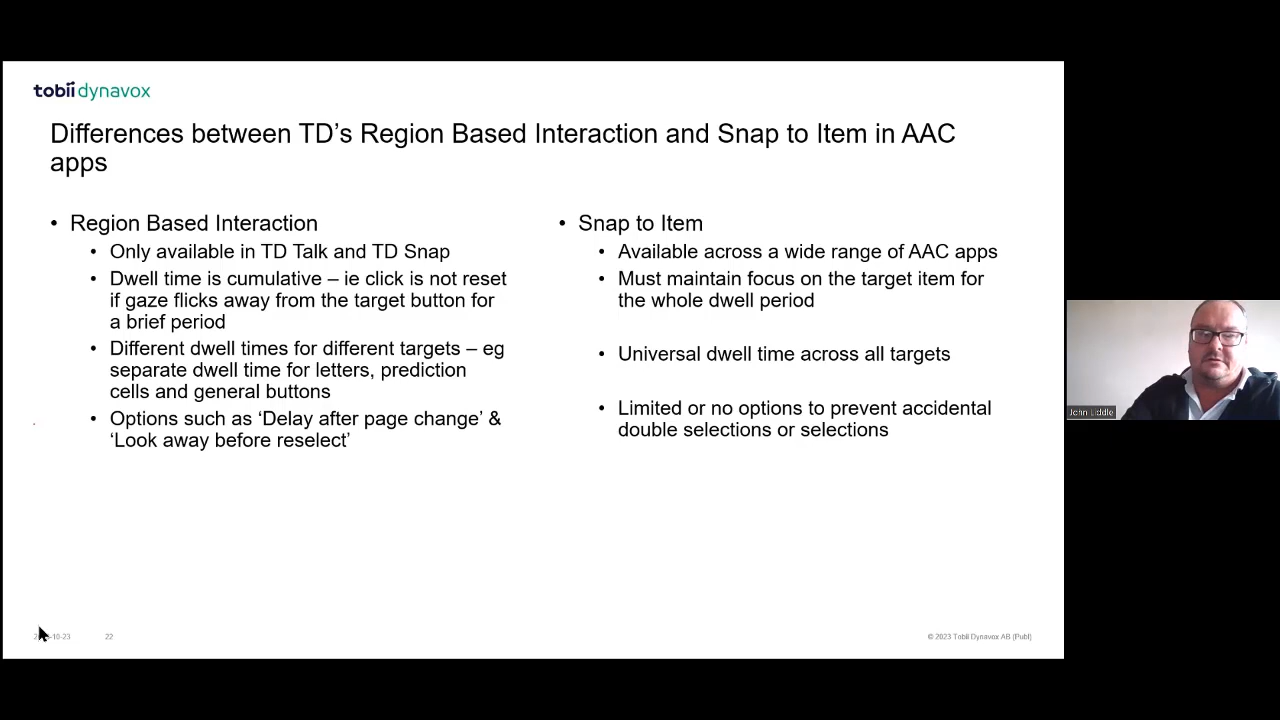 tobii dynavox
Differences between TD’s Region Based Interaction and Snap to Item in AAC
apps
• Region Based Interaction
• Only available in TD Talk and TD Snap
• Dwell time is cumulative – ie click is not reset
if gaze flicks away from the target button for
a brief period
• Different dwell times for different targets – eg
separate dwell time for letters, prediction
cells and general buttons
• Options such as ‘Delay after page change’ &
‘Look away before reselect’
• Snap to Item
• Available across a wide range of AAC apps
• Must maintain focus on the target item for
the whole dwell period
• Universal dwell time across all targets
• Limited or no options to prevent accidental
double selections or selections
John Liddle
22
© 2023 Tobii Dynavox AB (Publ)